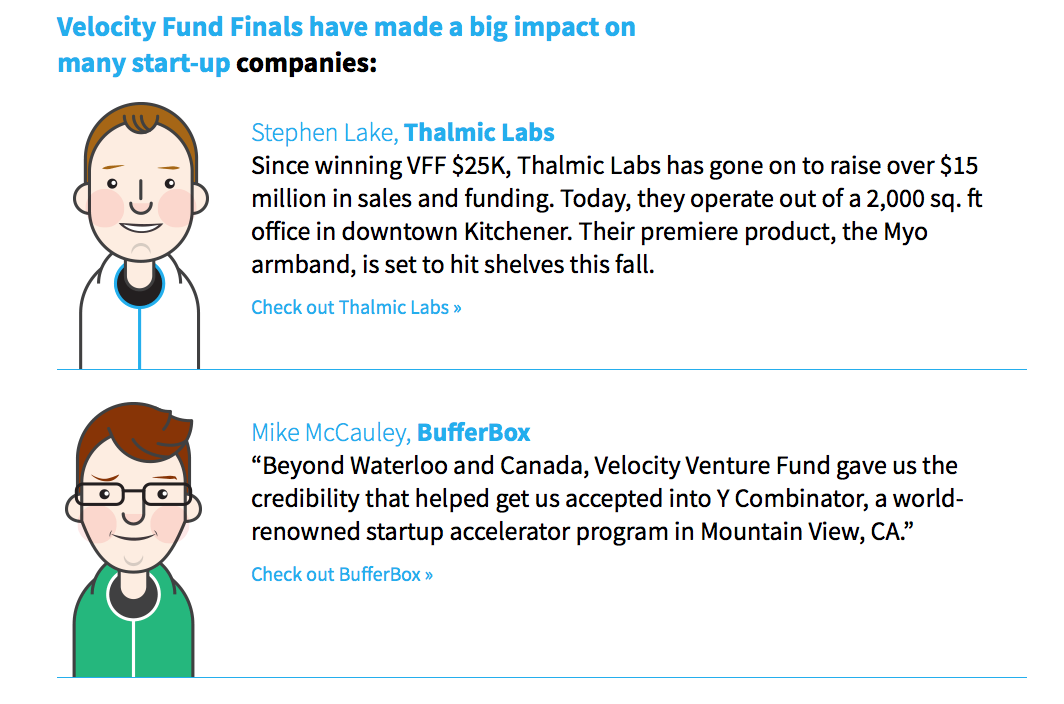 Velocity Fund Finals have made a big impact on
many start-up companies:
Stephen Lake, Thalmic Labs
Since winning VFF $25K, Thalmic Labs has gone on to raise over $15
million in sales and funding. Today, they operate out of a 2,000 sq. ft
office in downtown Kitchener. Their premiere product, the Myo
armband, is set to hit shelves this fall.
Check out Thalmic Labs »
Mike McCauley, BufferBox
“Beyond Waterloo and Canada, Velocity Venture Fund gave us the
credibility that helped get us accepted into Y Combinator, a world-
renowned startup accelerator program in Mountain View, CA.”
Check out BufferBox »